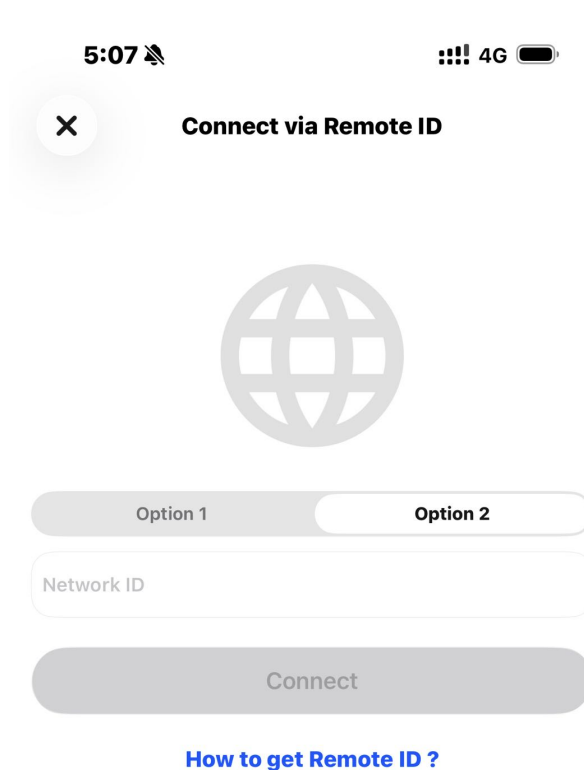 5:07
4G
Connect via Remote ID
Option 1 Option 2
Network ID
Connect
How to get Remote ID ?